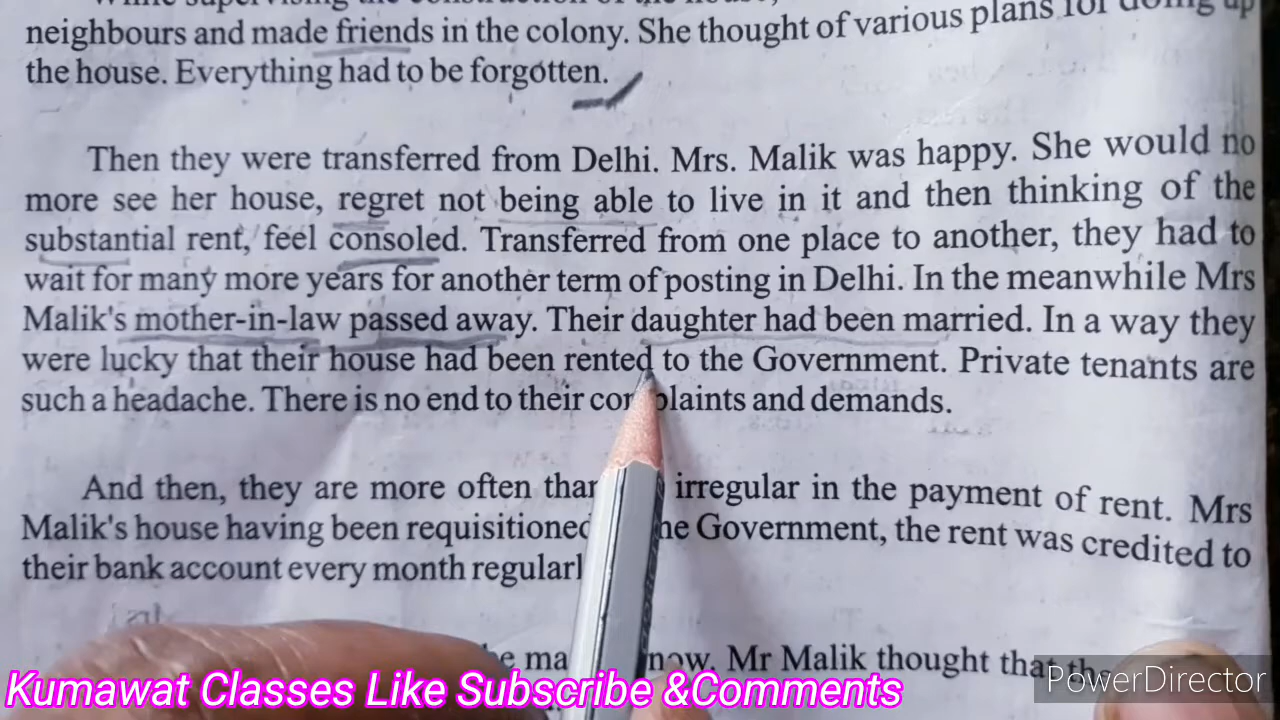 neighbours and made friends in the colony. She thought of various plans for doing up
the house. Everything had to be forgotten.
Then they were transferred from Delhi. Mrs. Malik was happy. She would no
more see her house, regret not being able to live in it and then thinking of the
substantial rent, feel consoled. Transferred from one place to another, they had to
wait for many more years for another term of posting in Delhi. In the meanwhile Mrs
Malik's mother-in-law passed away. Their daughter had been married. In a way they
were lucky that their house had been rented to the Government. Private tenants are
such a headache. There is no end to their complaints and demands.
And then, they are more often than irregular in the payment of rent. Mrs
Malik's house having been requisitioned the Government, the rent was credited to
their bank account every month regularl
now. Mr Malik thought that the
Kumawat Classes Like Subscribe &Comments
PowerDirector